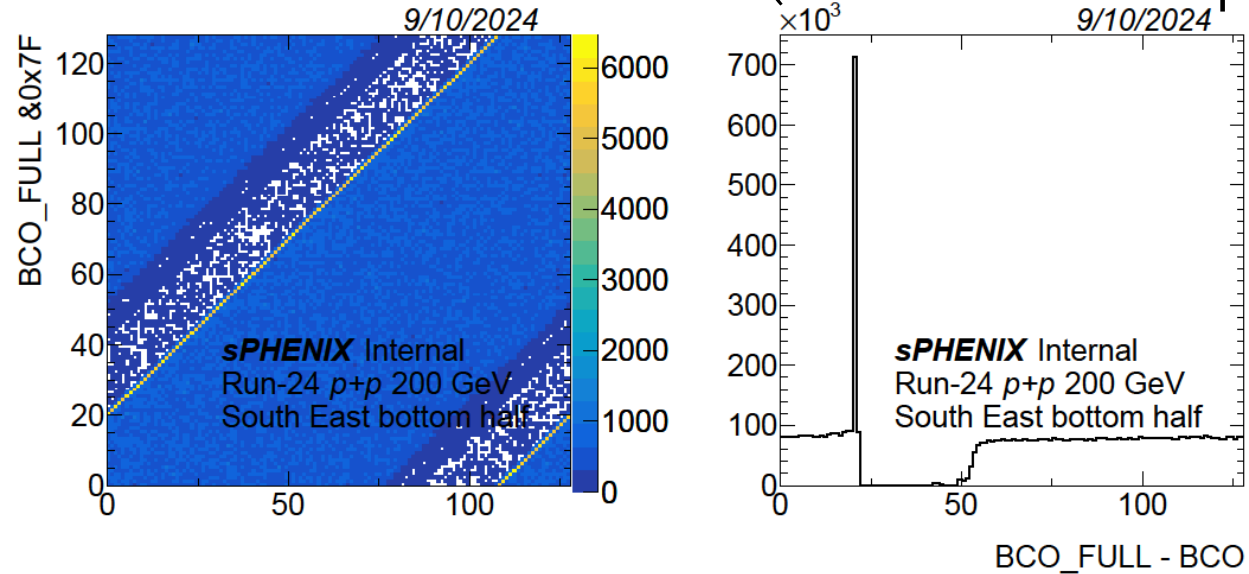 9/10/2024
BCO_FULL &0x7F
120
100
80
60
40
20
0
0 50 100
6000
5000
4000
3000
2000
1000
0
sPHENIX Internal
Run-24 p+p 200 GeV
South East bottom half
×10³
9/10/2024
700
600
500
400
300
200
100
0
0 50 100
sPHENIX Internal
Run-24 p+p 200 GeV
South East bottom half
BCO_FULL - BCO